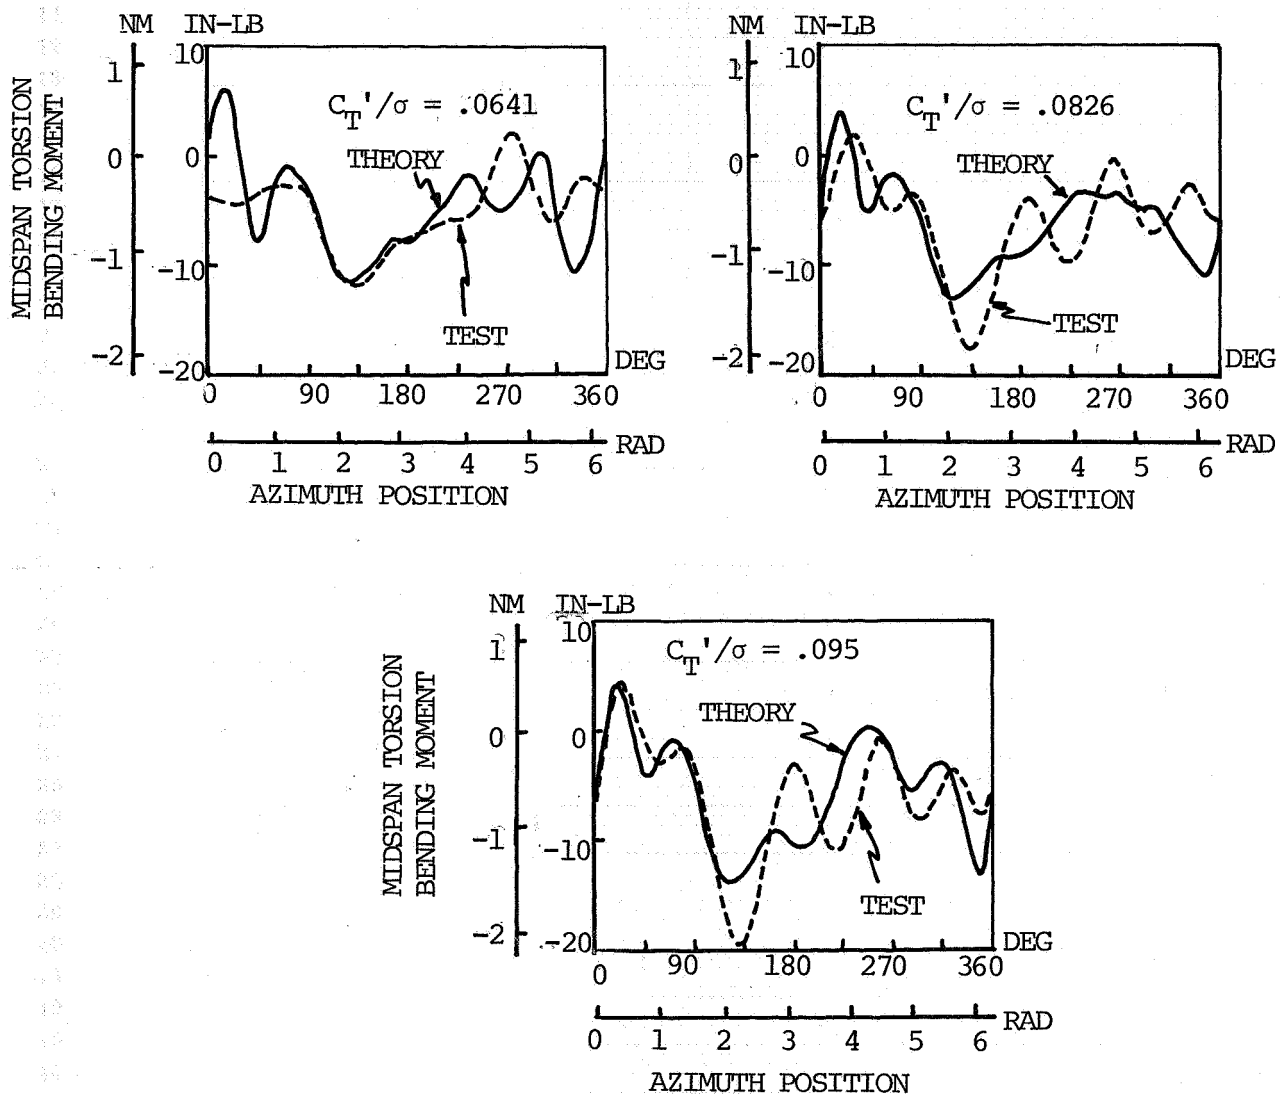 NM IN-LB
MIDSPAN TORSION
BENDING MOMENT
1
0
-1
-2
10
0
-10
-20
C_T'/σ = .0641
THEORY
TEST
DEG
0 90 180 270 360
RAD
0 1 2 3 4 5 6
AZIMUTH POSITION
NM IN-LB
1
0
-1
-2
10
0
-10
-20
C_T'/σ = .0826
THEORY
TEST
DEG
0 90 180 270 360
RAD
0 1 2 3 4 5 6
AZIMUTH POSITION
NM IN-LB
MIDSPAN TORSION
BENDING MOMENT
1
0
-1
-2
10
0
-10
-20
C_T'/σ = .095
THEORY
TEST
DEG
0 90 180 270 360
RAD
0 1 2 3 4 5 6
AZIMUTH POSITION